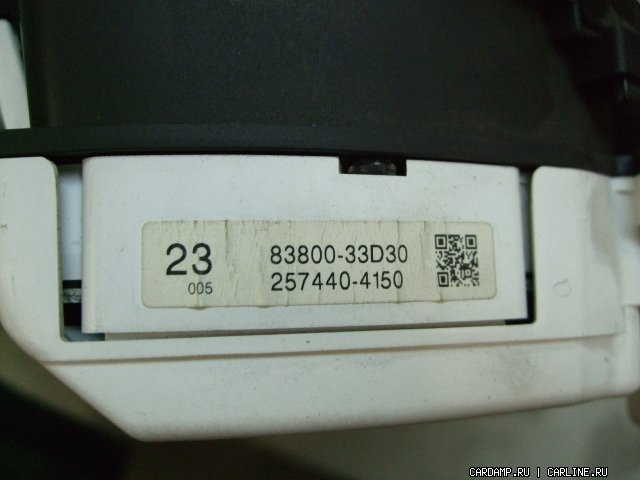 23
005
83800-33D30
257440-4150
CARDAMP.RU | CARLINE.RU